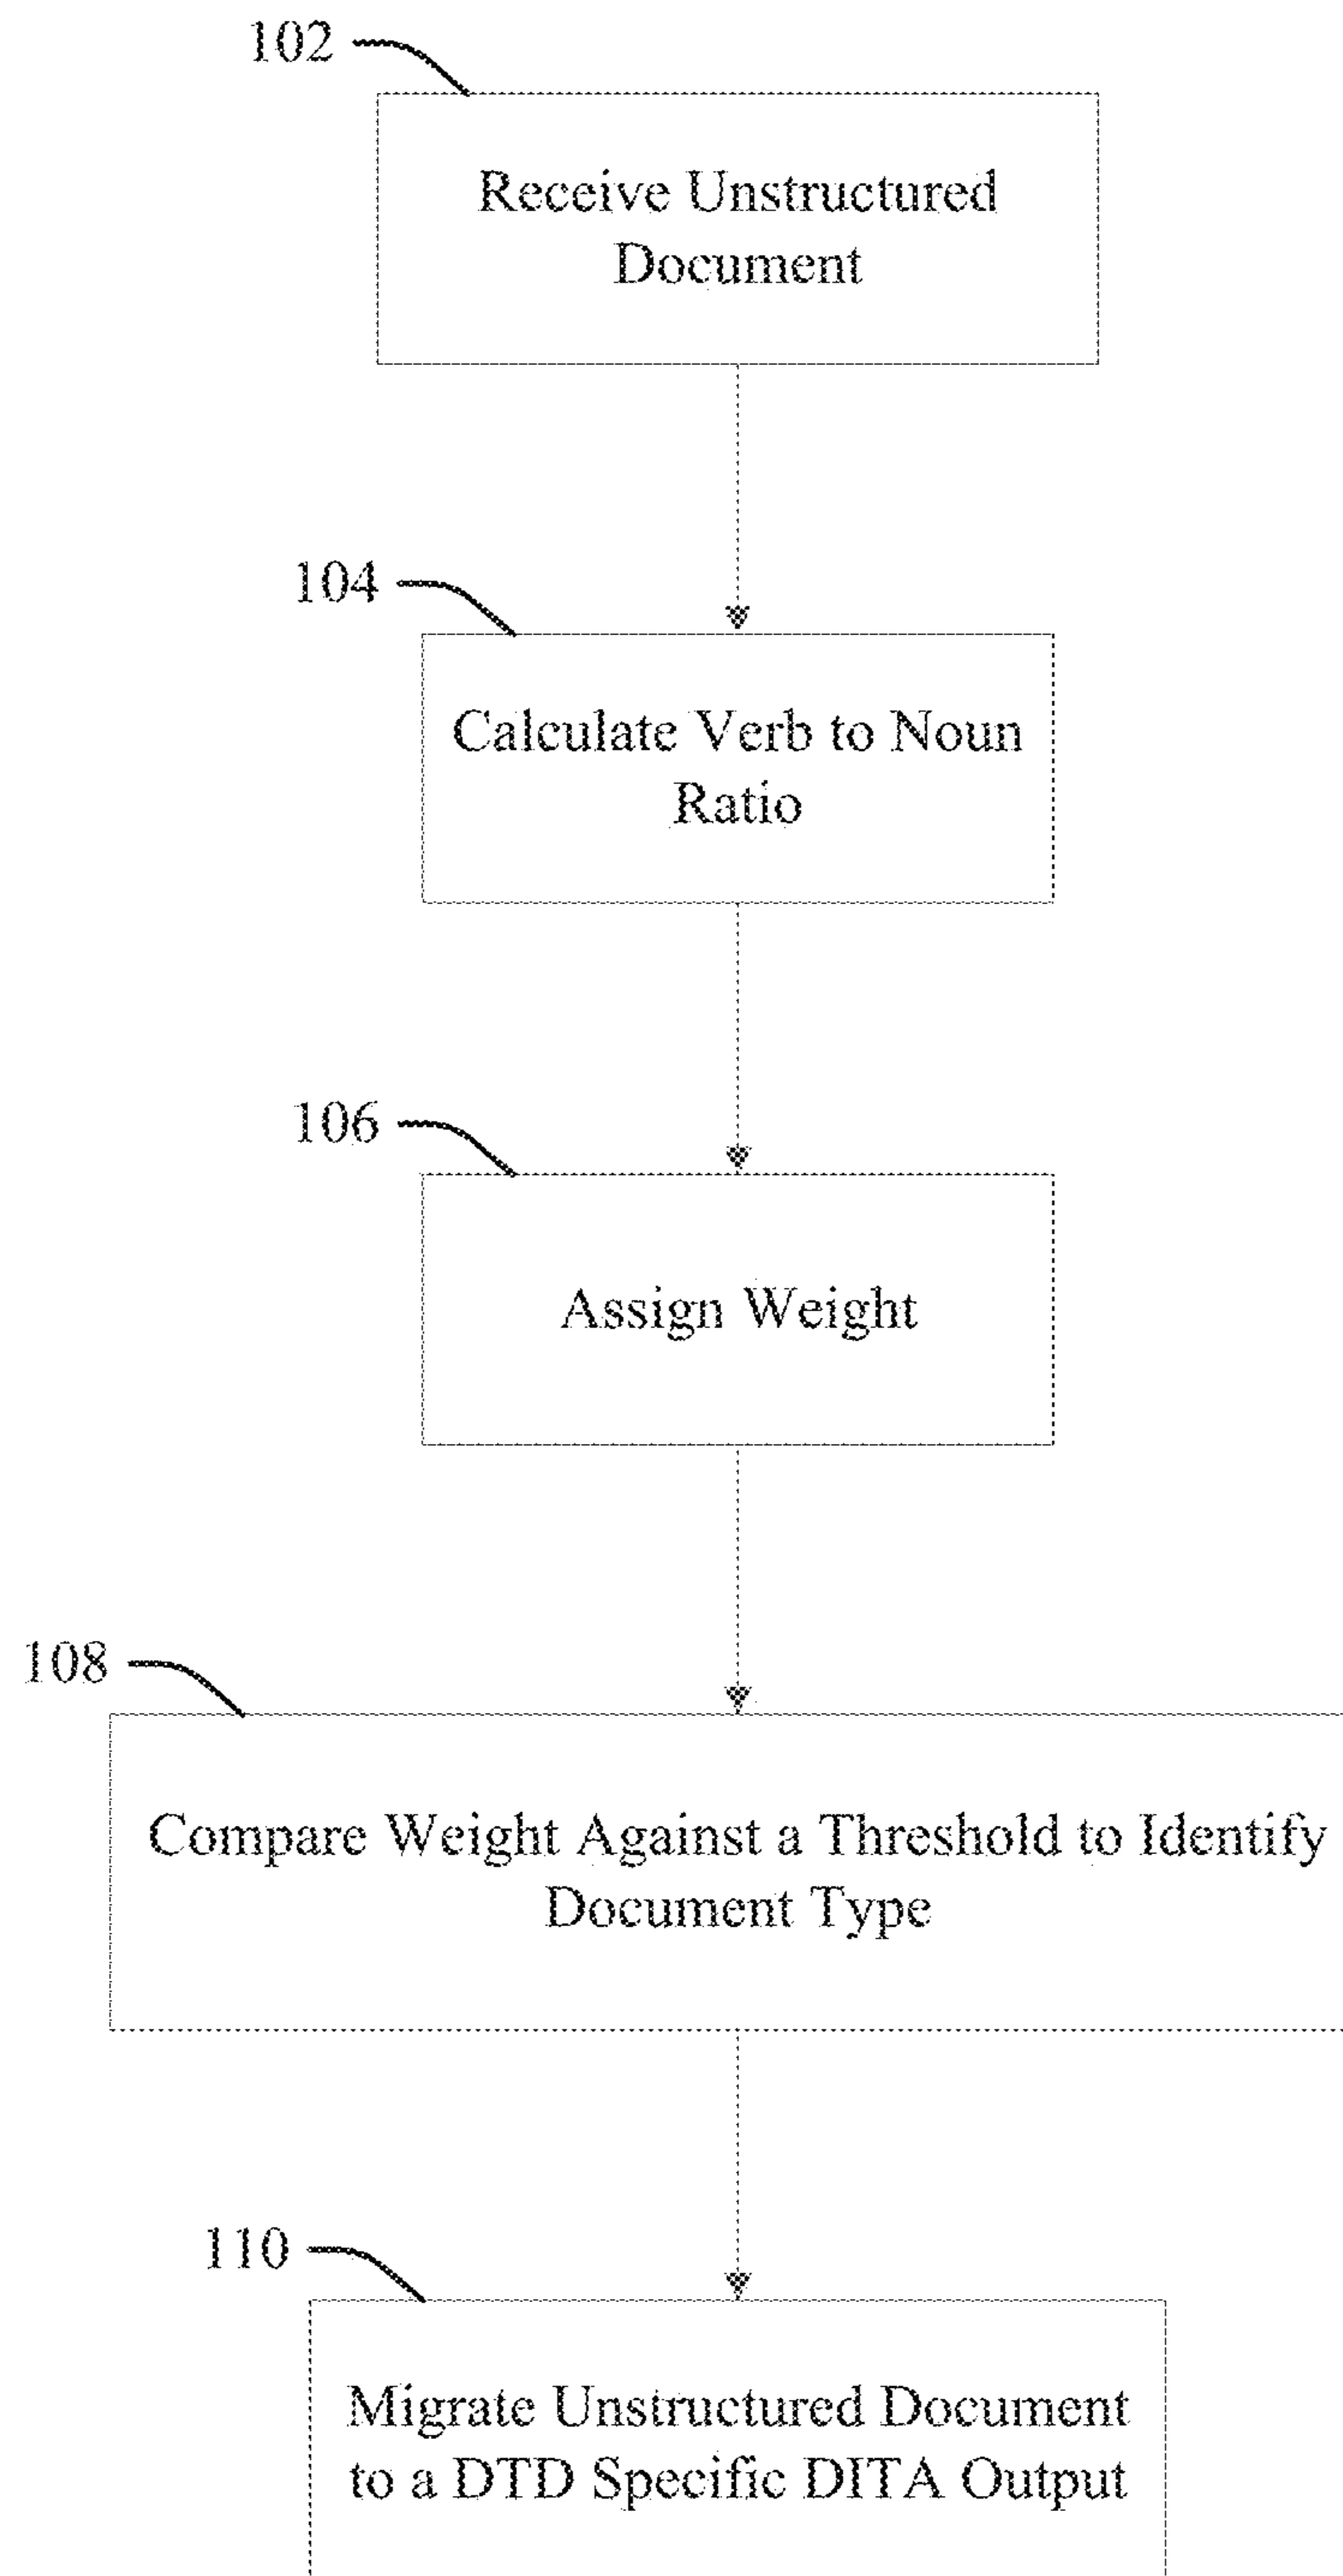 102
Receive Unstructured
Document
104
Calculate Verb to Noun
Ratio
106
Assign Weight
108
Compare Weight Against a Threshold to Identify
Document Type
110
Migrate Unstructured Document
to a DTD Specific DITA Output